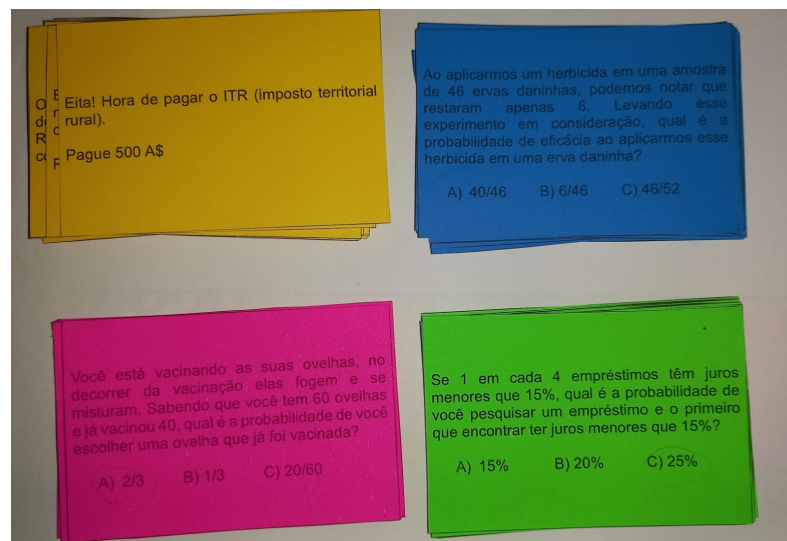 Eita! Hora de pagar o ITR (imposto territorial
rural).
Pague 500 A$
Ao aplicarmos um herbicida em uma amostra
de 46 ervas daninhas, podemos notar que
restaram apenas 6. Levando esse
experimento em consideração, qual é a
probabilidade de eficácia ao aplicarmos esse
herbicida em uma erva daninha?
A) 40/46 B) 6/46 C) 46/52
Você está vacinando as suas ovelhas, no
decorrer da vacinação elas fogem e se
misturam. Sabendo que você tem 60 ovelhas
e já vacinou 40, qual é a probabilidade de você
escolher uma ovelha que já foi vacinada?
A) 2/3 B) 1/3 C) 20/60
Se 1 em cada 4 empréstimos têm juros
menores que 15%, qual é a probabilidade de
você pesquisar um empréstimo e o primeiro
que encontrar ter juros menores que 15%?
A) 15% B) 20% C) 25%